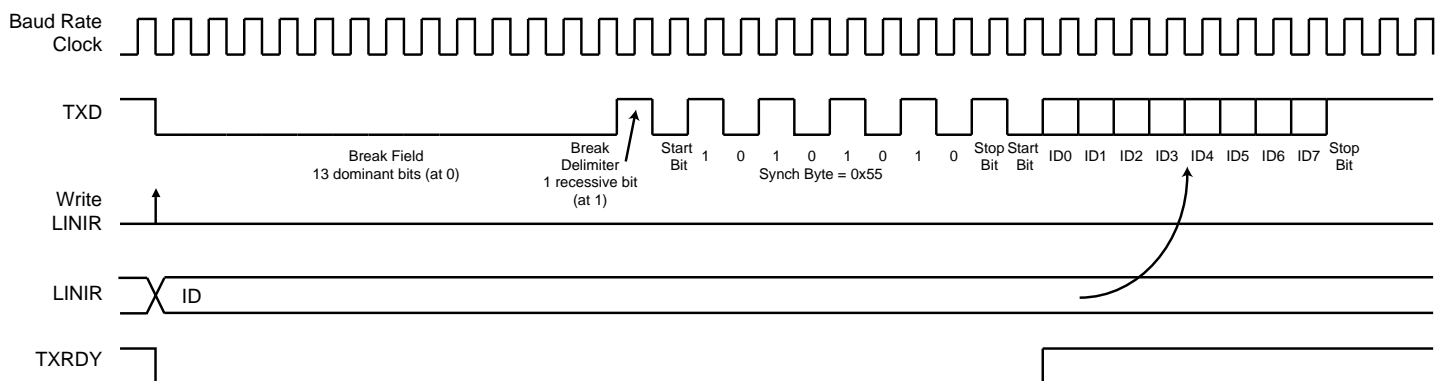 Baud Rate
Clock
TXD
Break Field
13 dominant bits (at 0)
Break
Delimiter
1 recessive bit
(at 1)
Start
Bit
1 0 1 0 1 0 1 0
Synch Byte = 0x55
Stop
Bit
Start
Bit
ID0 ID1 ID2 ID3 ID4 ID5 ID6 ID7
Stop
Bit
Write
LINIR
LINIR
ID
TXRDY